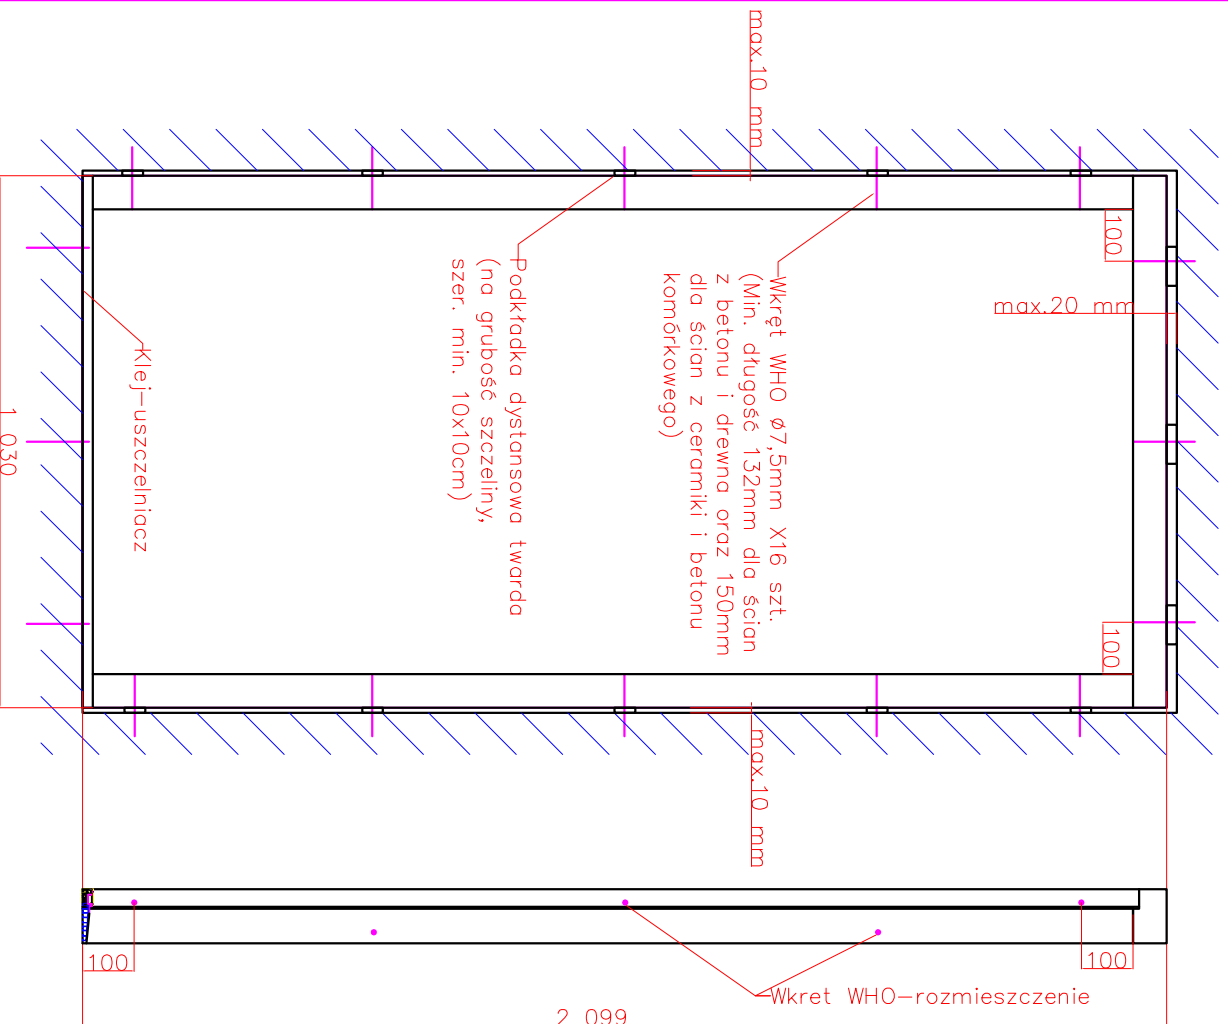 max.10 mm
100
max.20 mm
Wkręt WHO ø7,5mm X16 szt.
(Min. długość 132mm dla ścian
z betonu i drewna oraz 150mm
dla ścian z ceramiki i betonu
komórkowego)
Podkładka dystansowa twarda
(na grubość szczeliny,
szer. min. 10x10cm)
Klej-uszczelniacz
1 030
100
max.10 mm
100
100
Wkret WHO-rozmieszczenie
2 099